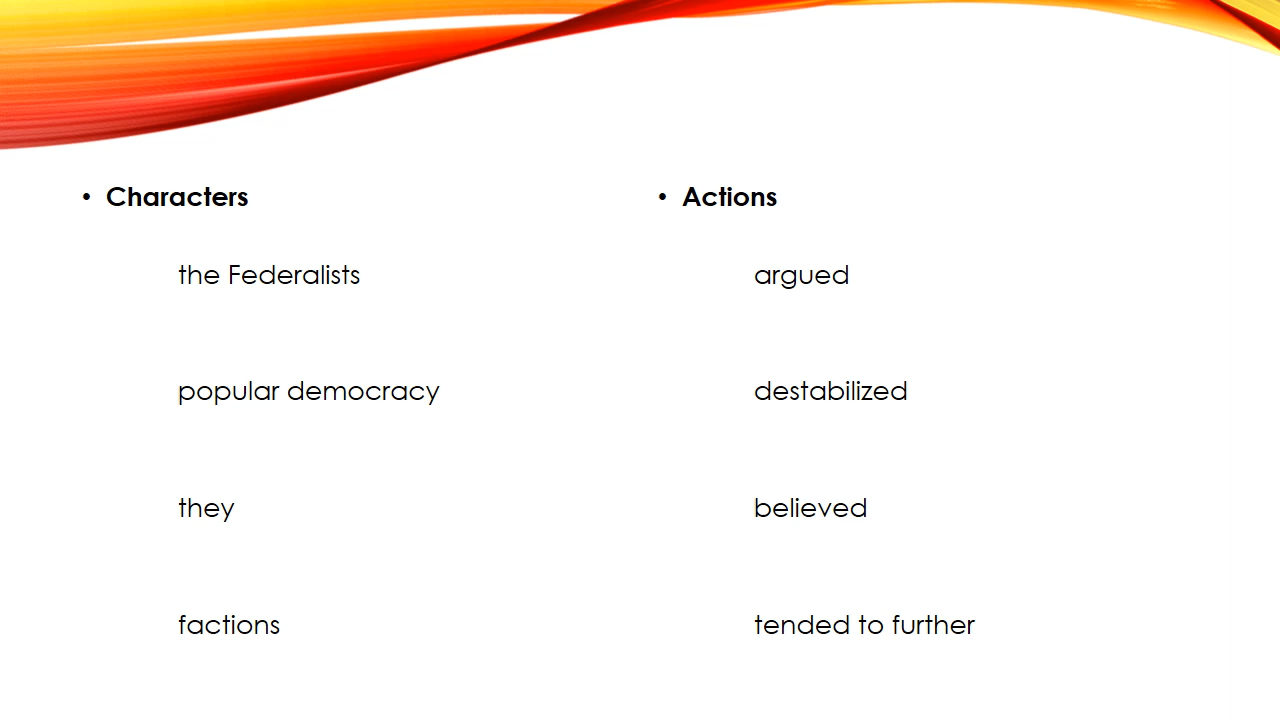 • Characters
the Federalists
popular democracy
they
factions
• Actions
argued
destabilized
believed
tended to further